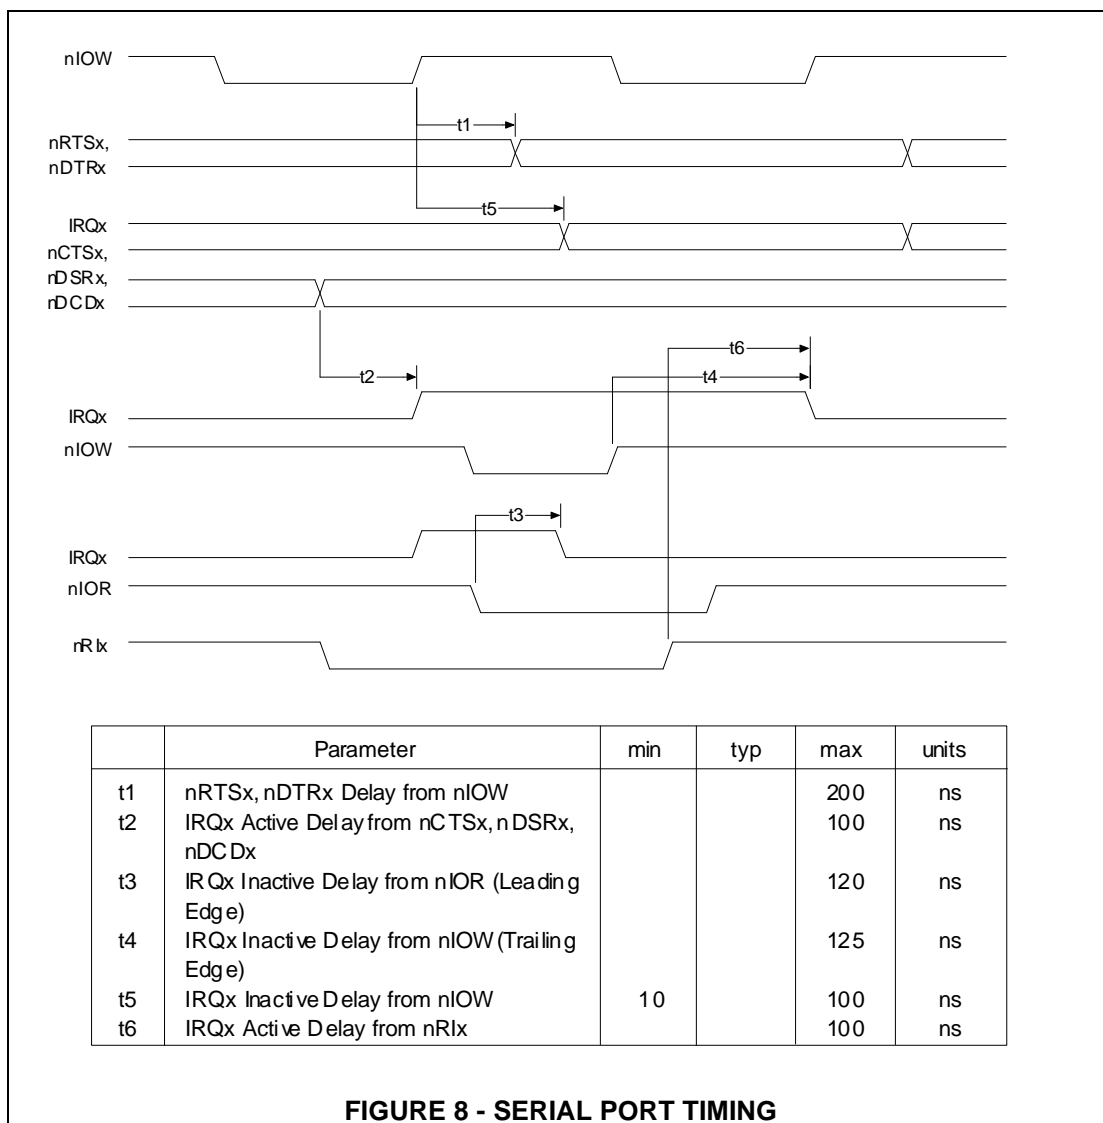 nIOW
t1
nRTSx,
nDTRx
t5
IRQx
nCTSx,
nDSRx,
nDCDx
t6
t2
t4
IRQx
nIOW
t3
IRQx
nIOR
nRIx
Parameter min typ max units
t1 nRTSx, nDTRx Delay from nIOW 200 ns
t2 IRQx Active Delay from nCTSx, nDSRx, 100 ns
nDCDx
t3 IRQx Inactive Delay from nIOR (Leading 120 ns
Edge)
t4 IRQx Inactive Delay from nIOW (Trailing 125 ns
Edge)
t5 IRQx Inactive Delay from nIOW 10 100 ns
t6 IRQx Active Delay from nRIx 100 ns
FIGURE 8 - SERIAL PORT TIMING